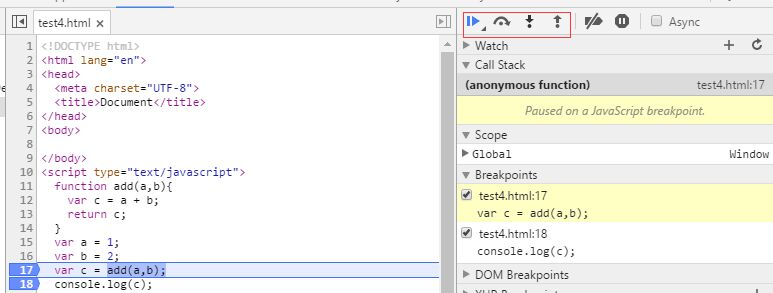 test4.html ×
Async
1 <!DOCTYPE html>
2 <html lang="en">
3 <head>
4 <meta charset="UTF-8">
5 <title>Document</title>
6 </head>
7 <body>
8
9 </body>
10 <script type="text/javascript">
11 function add(a,b){
12 var c = a + b;
13 return c;
14 }
15 var a = 1;
16 var b = 2;
17 var c = add(a,b);
18 console.log(c);
Watch
Call Stack
(anonymous function) test4.html:17
Paused on a JavaScript breakpoint.
Scope
Global Window
Breakpoints
test4.html:17
var c = add(a,b);
test4.html:18
console.log(c);
DOM Breakpoints